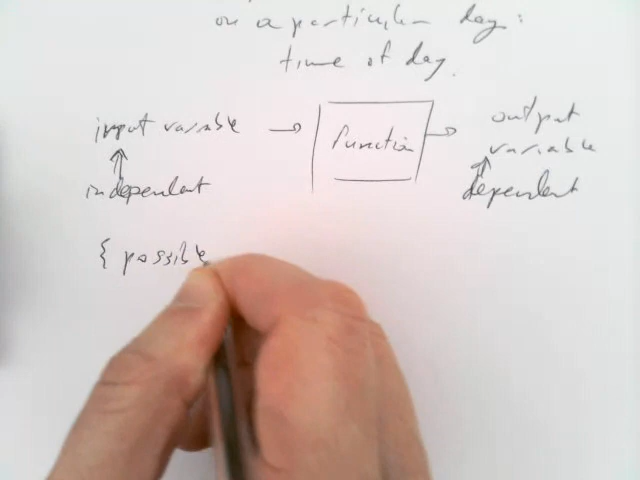 on a particular day:
time of day.
input variable → function → output variable
independent
dependent
{ possible